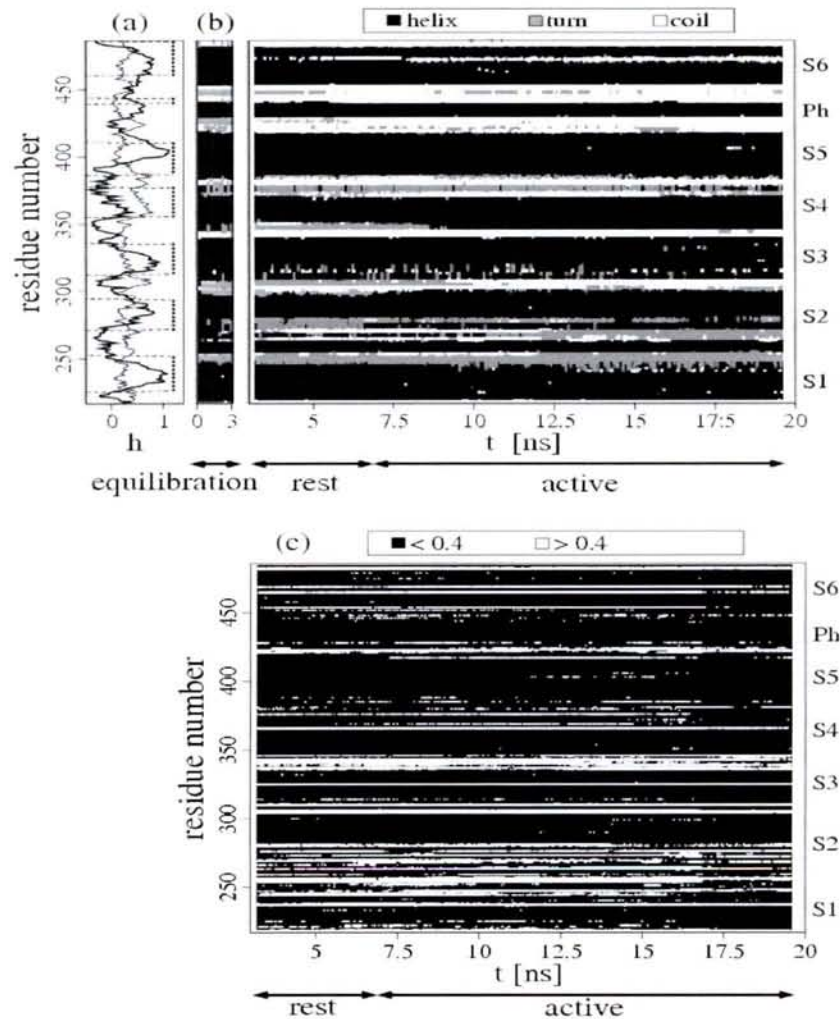 (a) (b) helix turn coil
residue number
450
400
350
300
250
S6
Ph
S5
S4
S3
S2
S1
0 1 0 3 5 7.5 10 12.5 15 17.5 20
h t [ns]
equilibration rest active
(c) < 0.4 > 0.4
residue number
450
400
350
300
250
S6
Ph
S5
S4
S3
S2
S1
5 7.5 10 12.5 15 17.5 20
t [ns]
rest active